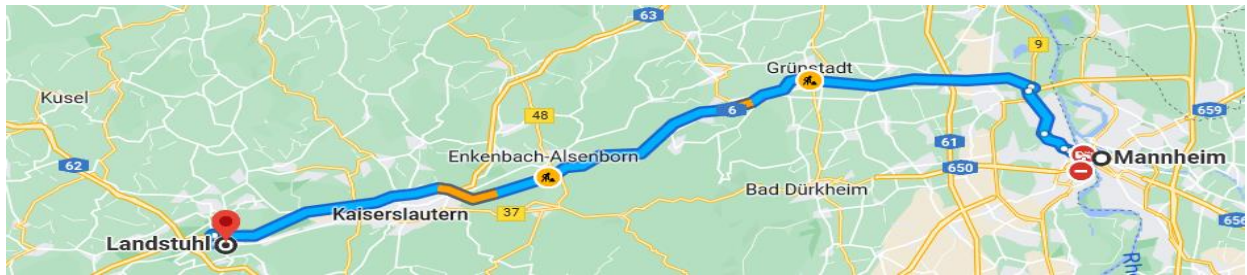 63
9
Grünstadt
Kusel
6
659
48
61
Enkenbach-Alsenborn
62
650
Mannheim
Bad Dürkheim
37
Kaiserslautern
656
Landstuhl
Rh